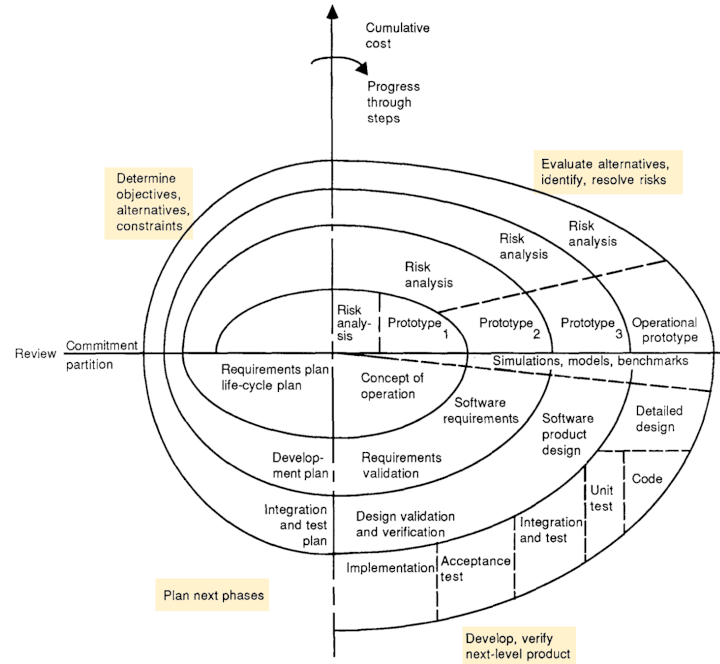 Cumulative
cost
Progress
through
steps
Evaluate alternatives,
identify, resolve risks
Determine
objectives,
alternatives,
constraints
Risk
analysis
Risk
analysis
Risk
analysis
Risk
analy-
sis
Prototype 1
Prototype 2
Prototype 3
Operational
prototype
Review
Commitment
partition
Simulations, models, benchmarks
Requirements plan
life-cycle plan
Concept of
operation
Software
requirements
Software
product
design
Detailed
design
Develop-
ment plan
Requirements
validation
Code
Unit
test
Integration
and test
plan
Design validation
and verification
Integration
and test
Implementation
Acceptance
test
Plan next phases
Develop, verify
next-level product